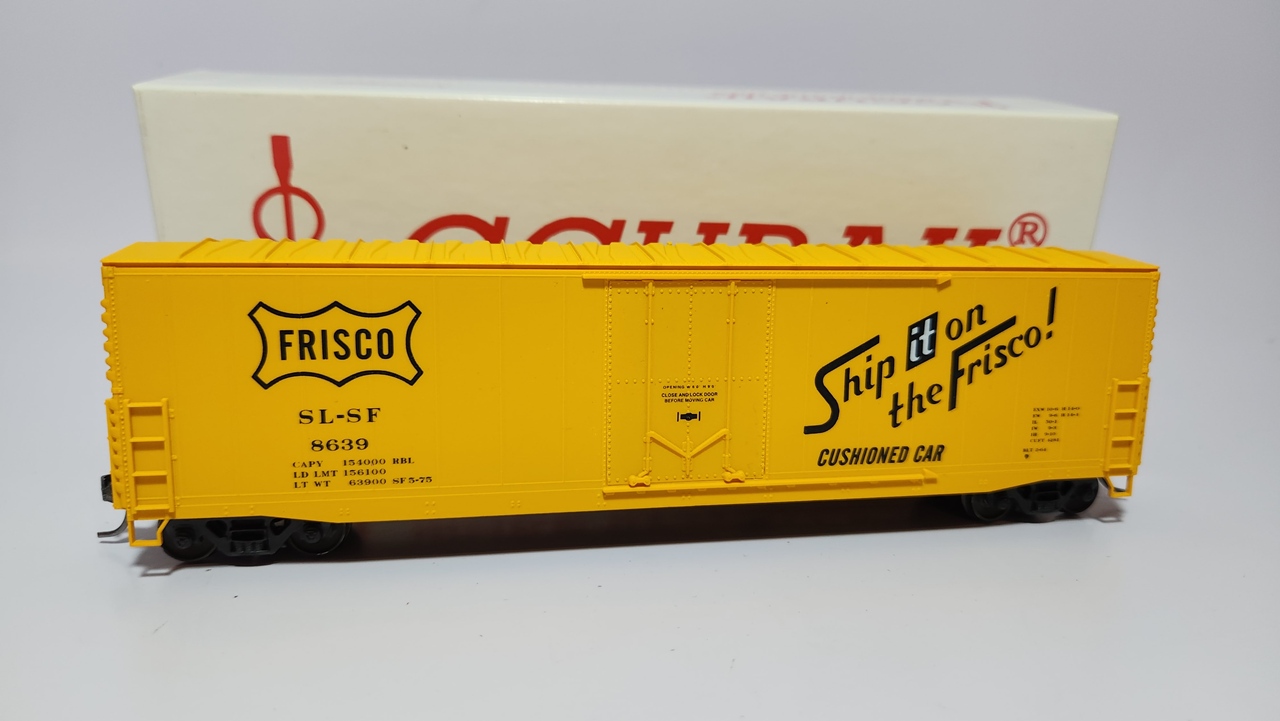 ®
FRISCO
SL-SF
8639
CAPY 154000 RBL
LD LMT 156100
LT WT 63900 SF 5-75
CLOSE AND LOCK DOOR
BEFORE MOVING CAR
Ship it on
the Frisco!
CUSHIONED CAR